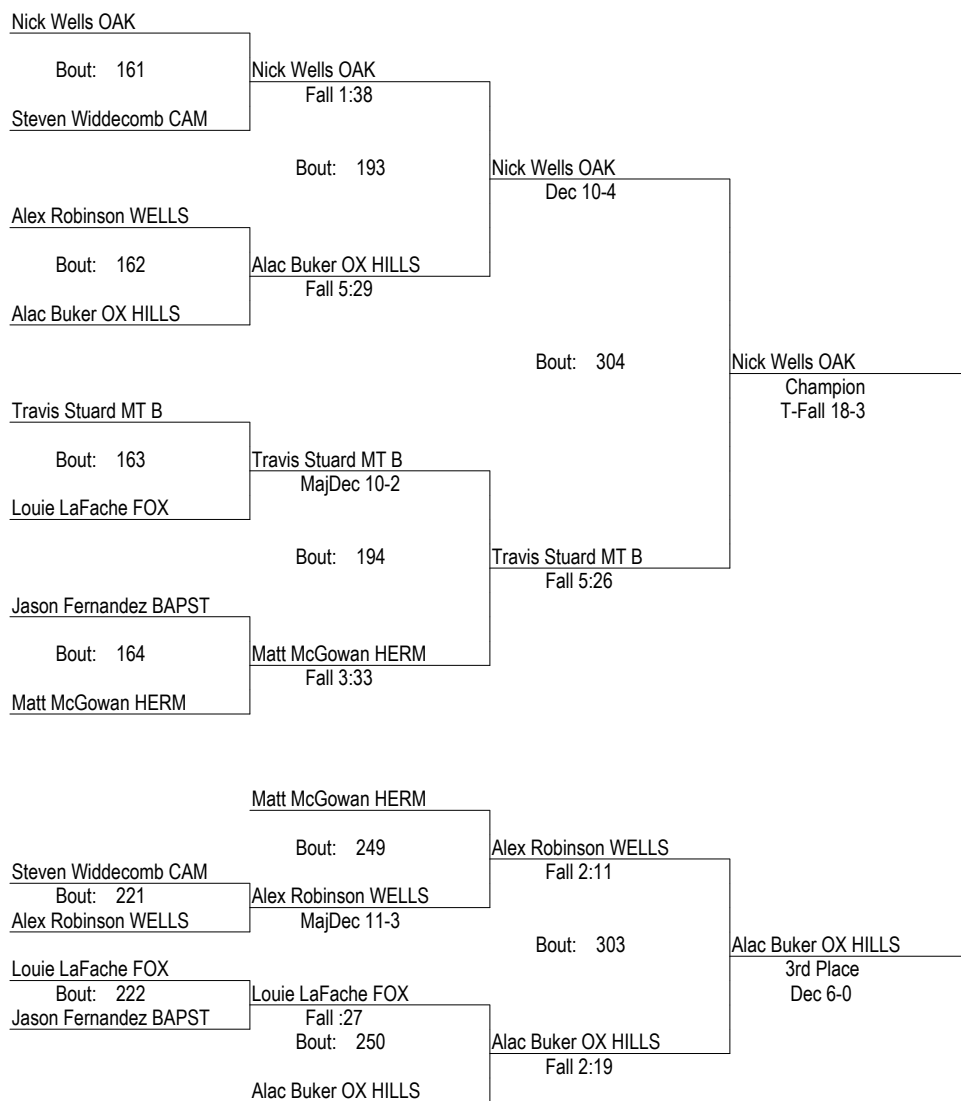 Nick Wells OAK
Bout: 161
Nick Wells OAK
Fall 1:38
Steven Widdecomb CAM
Bout: 193
Nick Wells OAK
Dec 10-4
Alex Robinson WELLS
Bout: 162
Alac Buker OX HILLS
Fall 5:29
Alac Buker OX HILLS
Bout: 304
Nick Wells OAK
Champion
T-Fall 18-3
Travis Stuard MT B
Bout: 163
Travis Stuard MT B
MajDec 10-2
Louie LaFache FOX
Bout: 194
Travis Stuard MT B
Fall 5:26
Jason Fernandez BAPST
Bout: 164
Matt McGowan HERM
Fall 3:33
Matt McGowan HERM
Matt McGowan HERM
Bout: 249
Alex Robinson WELLS
Fall 2:11
Steven Widdecomb CAM
Bout: 221
Alex Robinson WELLS
Alex Robinson WELLS
MajDec 11-3
Bout: 303
Alac Buker OX HILLS
3rd Place
Dec 6-0
Louie LaFache FOX
Bout: 222
Louie LaFache FOX
Jason Fernandez BAPST
Fall :27
Bout: 250
Alac Buker OX HILLS
Fall 2:19
Alac Buker OX HILLS